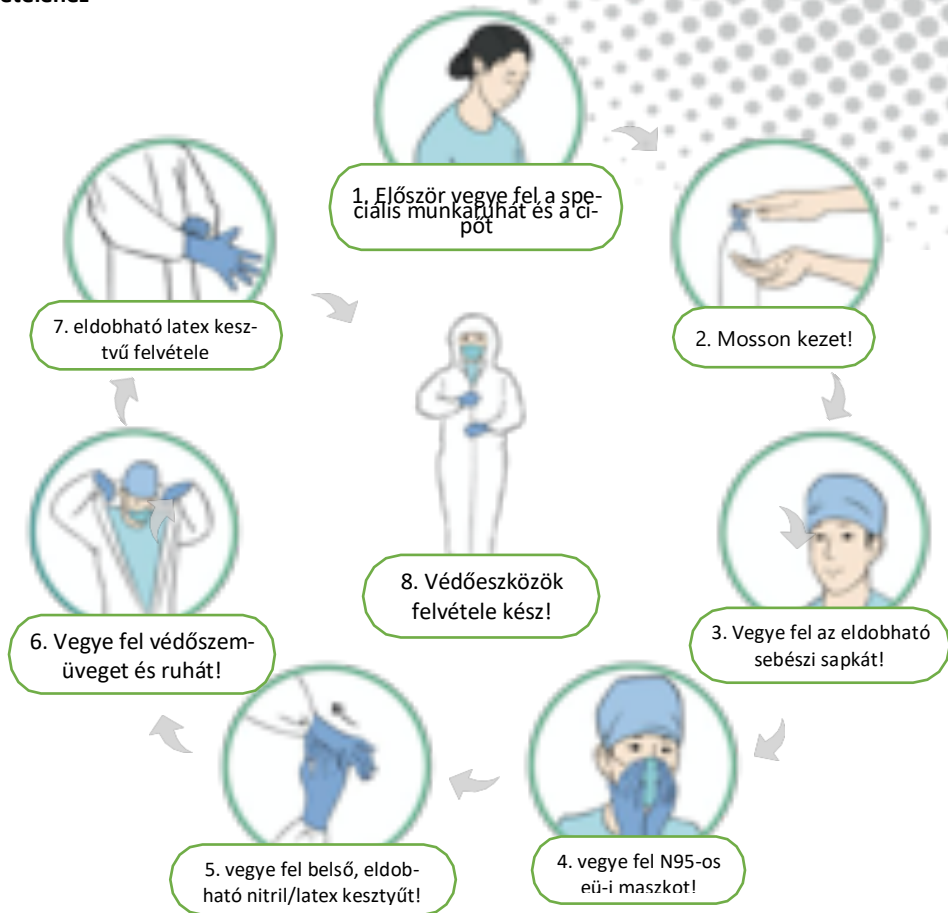 1. Először vegye fel a spe-
ciális munkaruhát és a ci-
pőt
2. Mosson kezet!
3. Vegye fel az eldobható
sebészi sapkát!
4. vegye fel N95-os
eü-i maszkot!
5. vegye fel belső, eldob-
ható nitril/latex kesztyűt!
6. Vegye fel védőszem-
üveget és ruhát!
7. eldobható latex kesz-
tvű felvétele
8. Védőeszközök
felvétele kész!